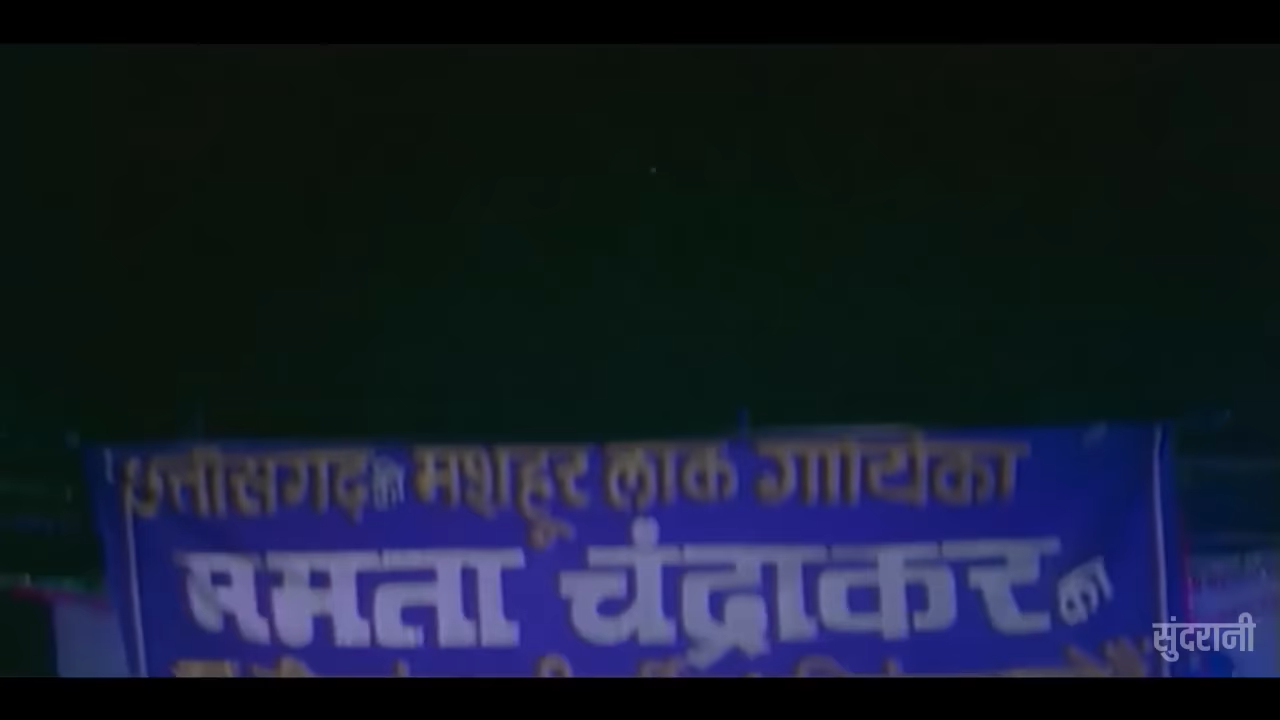 छत्तीसगढ़ की मशहूर लोक गायिका
ममता चंद्राकर का
सुंदरानी